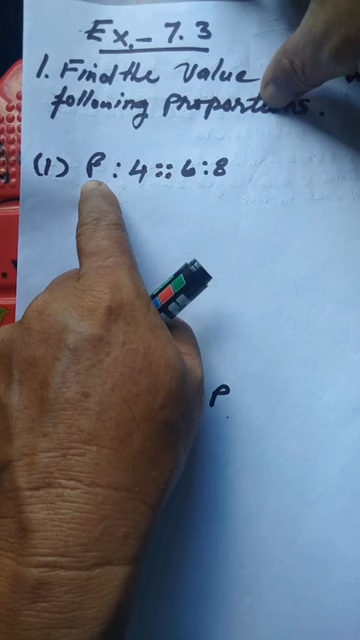 Ex. - 7.3
1. Find the Value
following Proportions.
(1) P : 4 :: 6 : 8
P